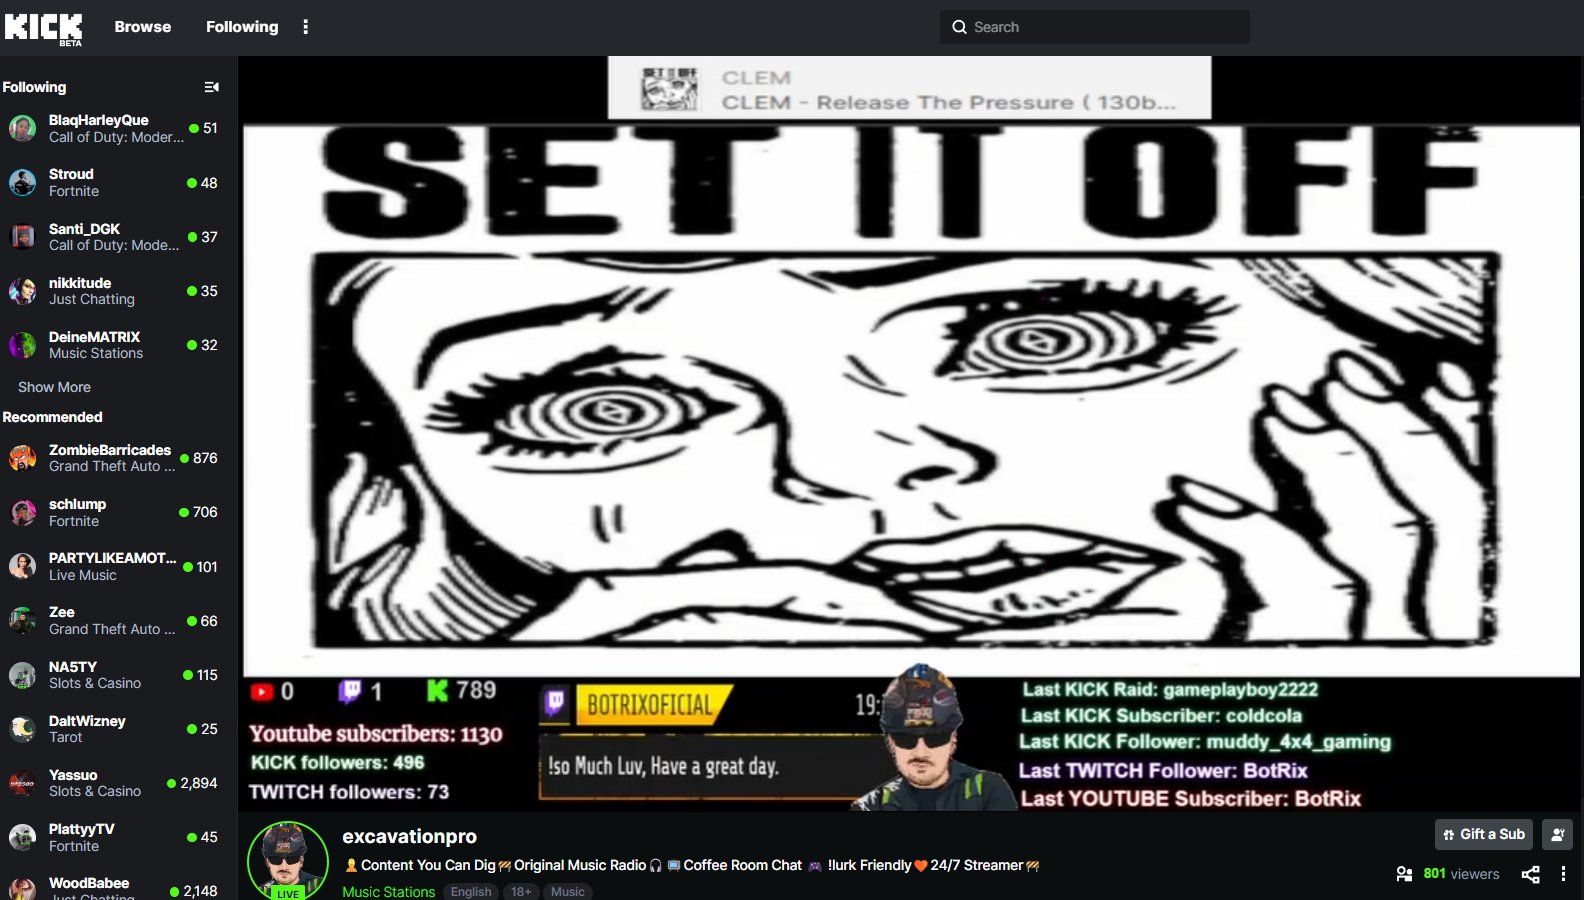 KICK
BETA
Browse
Following
Search
Following
BlaqHarleyQue
Call of Duty: Moder...
51
Stroud
Fortnite
48
Santi_DGK
Call of Duty: Mode...
37
nikkitude
Just Chatting
35
DeineMATRIX
Music Stations
32
Show More
Recommended
ZombieBarricades
Grand Theft Auto ...
876
schlump
Fortnite
706
PARTYLIKEAMOT...
Live Music
101
Zee
Grand Theft Auto ...
66
NA5TY
Slots & Casino
115
DaltWizney
Tarot
25
Yassuo
Slots & Casino
2,894
PlattyyTV
Fortnite
45
WoodBabee
Just Chatting
2,148
SET IT OFF
CLEM
CLEM - Release The Pressure ( 130b...
SET IT OFF
0
1
789
Youtube subscribers: 1130
KICK followers: 496
TWITCH followers: 73
BOTRIXOFICIAL
19:
!so Much Luv, Have a great day.
Last KICK Raid: gameplayboy2222
Last KICK Subscriber: coldcola
Last KICK Follower: muddy_4x4_gaming
Last TWITCH Follower: BotRix
Last YOUTUBE Subscriber: BotRix
LIVE
excavationpro
Content You Can Dig🚧Original Music Radio🎧💻Coffee Room Chat 🎮 !lurk Friendly🧡24/7 Streamer🚧
Music Stations
English
18+
Music
Gift a Sub
801 viewers